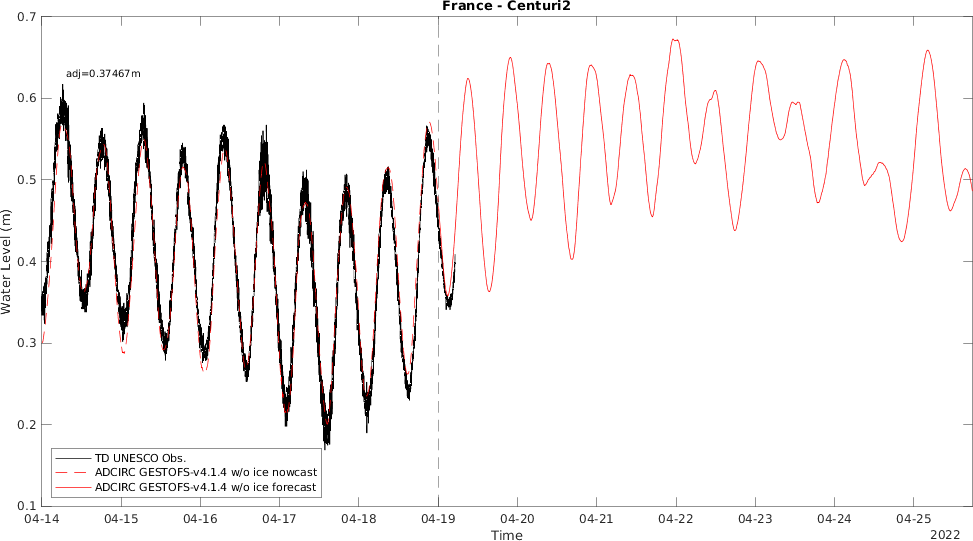 France - Centuri2
adj=0.37467m
0.7
0.6
0.5
0.4
0.3
0.2
0.1
Water Level (m)
TD UNESCO Obs.
ADCIRC GESTOFS-v4.1.4 w/o ice nowcast
ADCIRC GESTOFS-v4.1.4 w/o ice forecast
04-14 04-15 04-16 04-17 04-18 04-19 04-20 04-21 04-22 04-23 04-24 04-25
Time
2022